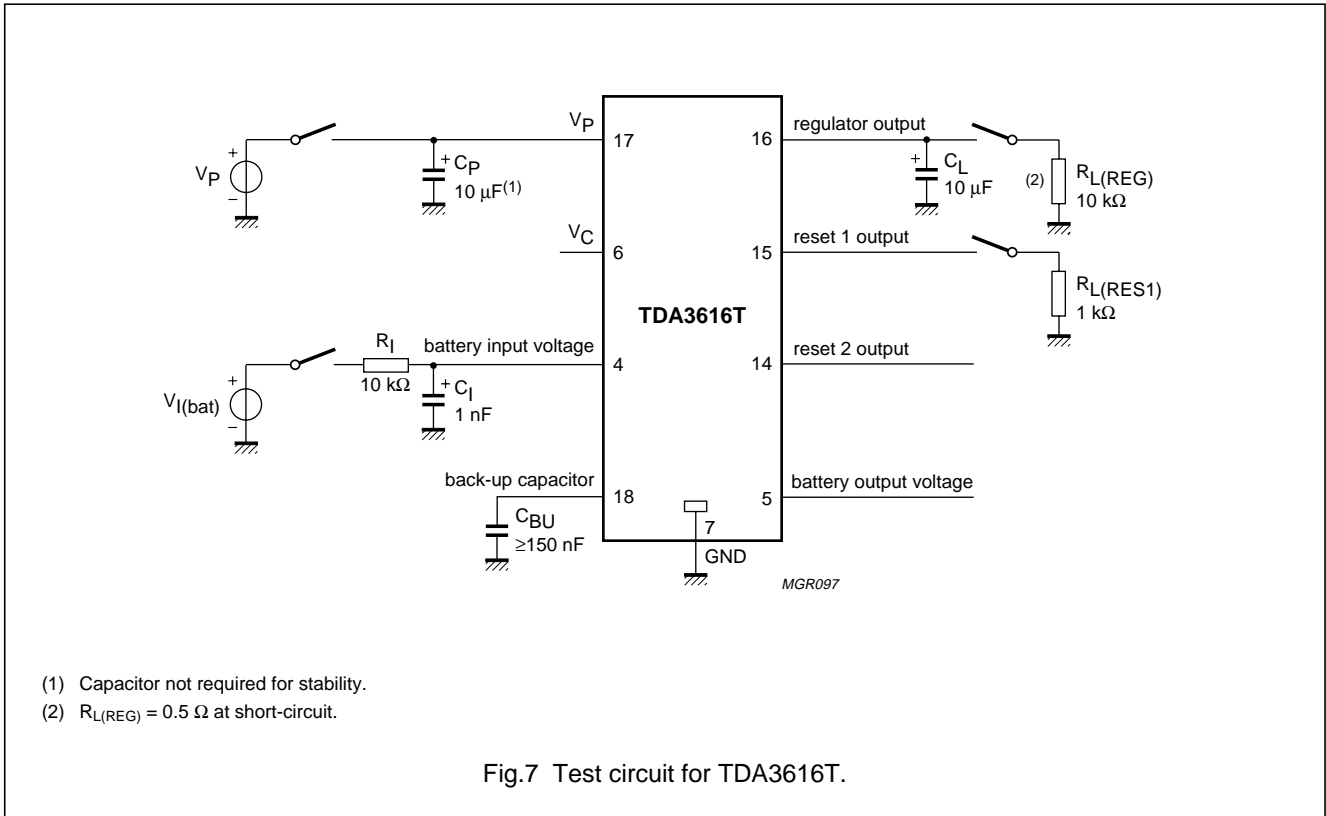 V_P
17
16
regulator output
+
V_P
−
+
C_P
10 μF(1)
+
C_L
10 μF
(2)
R_L(REG)
10 kΩ
V_C
6
15
reset 1 output
TDA3616T
R_L(RES1)
1 kΩ
R_I
10 kΩ
battery input voltage
4
14
reset 2 output
+
V_I(bat)
−
+
C_I
1 nF
back-up capacitor
18
5
battery output voltage
C_BU
≥150 nF
7
GND
MGR097
(1) Capacitor not required for stability.
(2) R_L(REG) = 0.5 Ω at short-circuit.
Fig.7 Test circuit for TDA3616T.